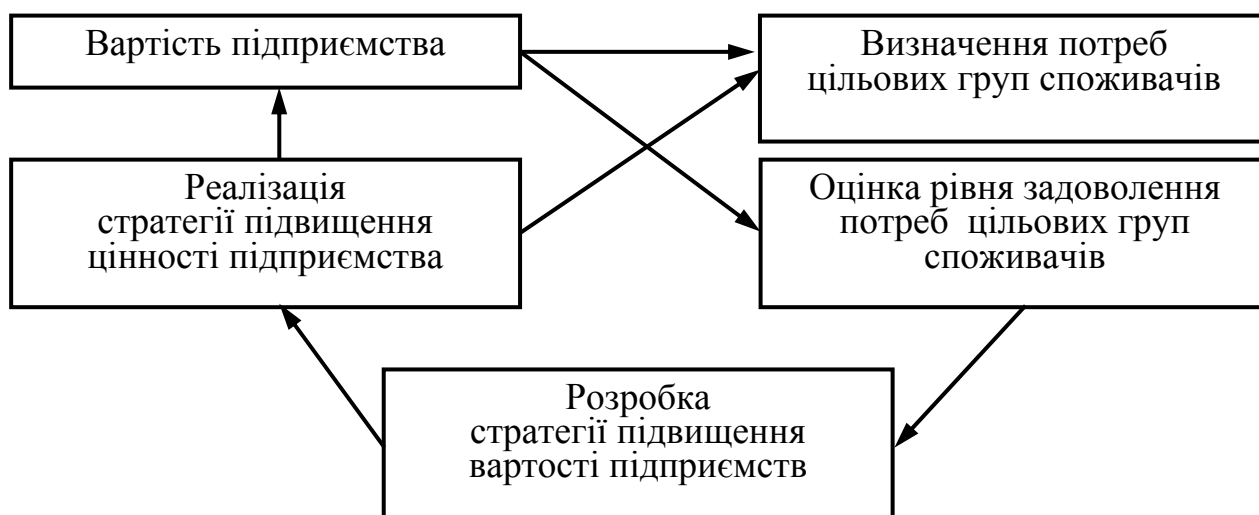 Вартість підприємства
Визначення потреб
цільових груп споживачів
Реалізація
стратегії підвищення
цінності підприємства
Оцінка рівня задоволення
потреб цільових груп
споживачів
Розробка
стратегії підвищення
вартості підприємств